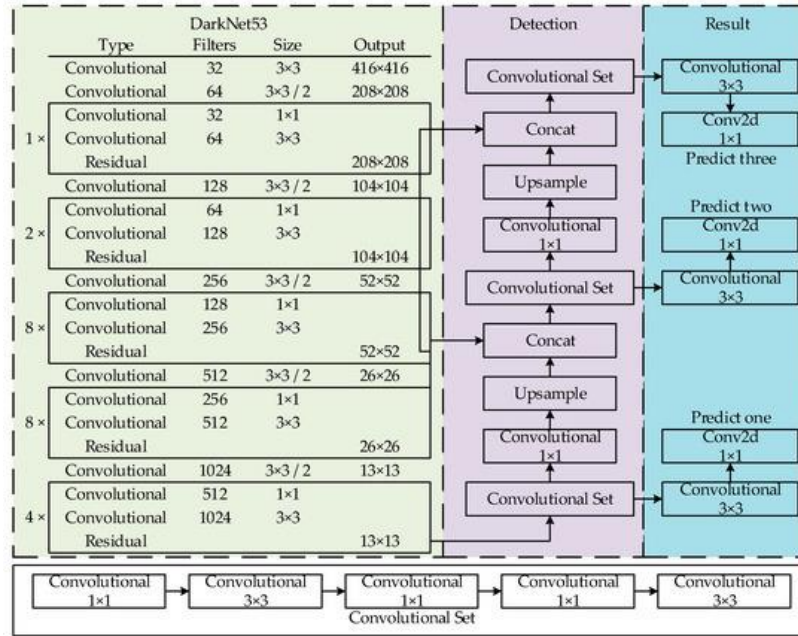 DarkNet53
Type Filters Size Output
Convolutional 32 3×3 416×416
Convolutional 64 3×3 / 2 208×208
Convolutional 32 1×1
1 × Convolutional 64 3×3
Residual 208×208
Convolutional 128 3×3 / 2 104×104
Convolutional 64 1×1
2 × Convolutional 128 3×3
Residual 104×104
Convolutional 256 3×3 / 2 52×52
Convolutional 128 1×1
8 × Convolutional 256 3×3
Residual 52×52
Convolutional 512 3×3 / 2 26×26
Convolutional 256 1×1
8 × Convolutional 512 3×3
Residual 26×26
Convolutional 1024 3×3 / 2 13×13
Convolutional 512 1×1
4 × Convolutional 1024 3×3
Residual 13×13
Detection
Convolutional Set
Concat
Upsample
Convolutional
1×1
Convolutional Set
Concat
Upsample
Convolutional
1×1
Convolutional Set
Result
Convolutional
3×3
Conv2d
1×1
Predict three
Predict two
Conv2d
1×1
Convolutional
3×3
Predict one
Conv2d
1×1
Convolutional
3×3
Convolutional Convolutional Convolutional Convolutional Convolutional
1×1 3×3 1×1 1×1 3×3
Convolutional Set